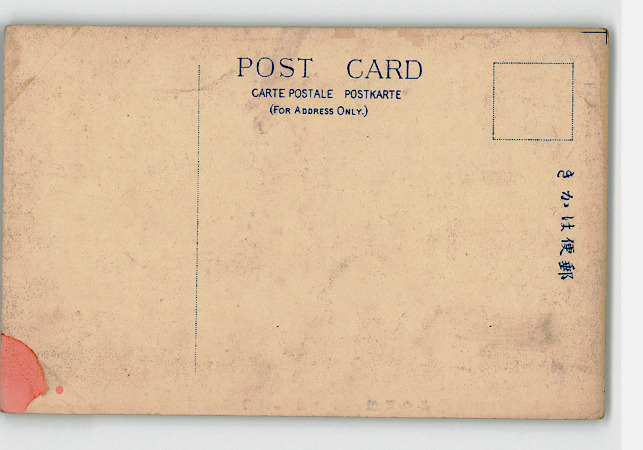 POST CARD
CARTE POSTALE POSTKARTE
(FOR ADDRESS ONLY.)
郵便はかき